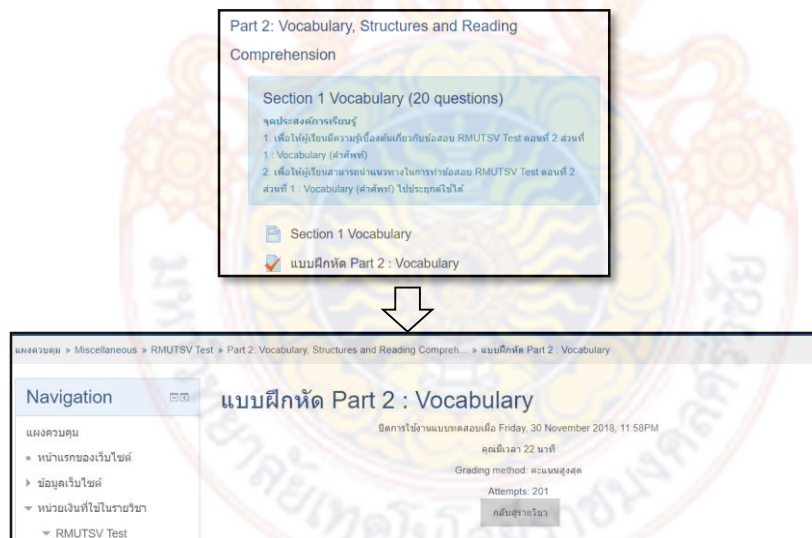 Part 2: Vocabulary, Structures and Reading
Comprehension
Section 1 Vocabulary (20 questions)
จุดประสงค์การเรียนรู้
1. เพื่อให้ผู้เรียนมีความรู้เบื้องต้นเกี่ยวกับข้อสอบ RMUTSV Test ตอนที่ 2 ส่วนที่
1 : Vocabulary (คำศัพท์)
2. เพื่อให้ผู้เรียนสามารถนำแนวทางในการทำข้อสอบ RMUTSV Test ตอนที่ 2
ส่วนที่ 1 : Vocabulary (คำศัพท์) ไปประยุกต์ใช้ได้
Section 1 Vocabulary
แบบฝึกหัด Part 2 : Vocabulary
แผงควบคุม » Miscellaneous » RMUTSV Test » Part 2: Vocabulary, Structures and Reading Compreh... » แบบฝึกหัด Part 2 : Vocabulary
Navigation
แบบฝึกหัด Part 2 : Vocabulary
ปิดการใช้งานแบบทดสอบเมื่อ Friday, 30 November 2018, 11:58PM
แผงควบคุม
คุณมีเวลา 22 นาที
หน้าแรกของเว็บไซต์
Grading method: คะแนนสูงสุด
ข้อมูลเว็บไซต์
Attempts: 201
หน่วยเงินที่ใช้ในรายวิชา
กลับสู่รายวิชา
RMUTSV Test